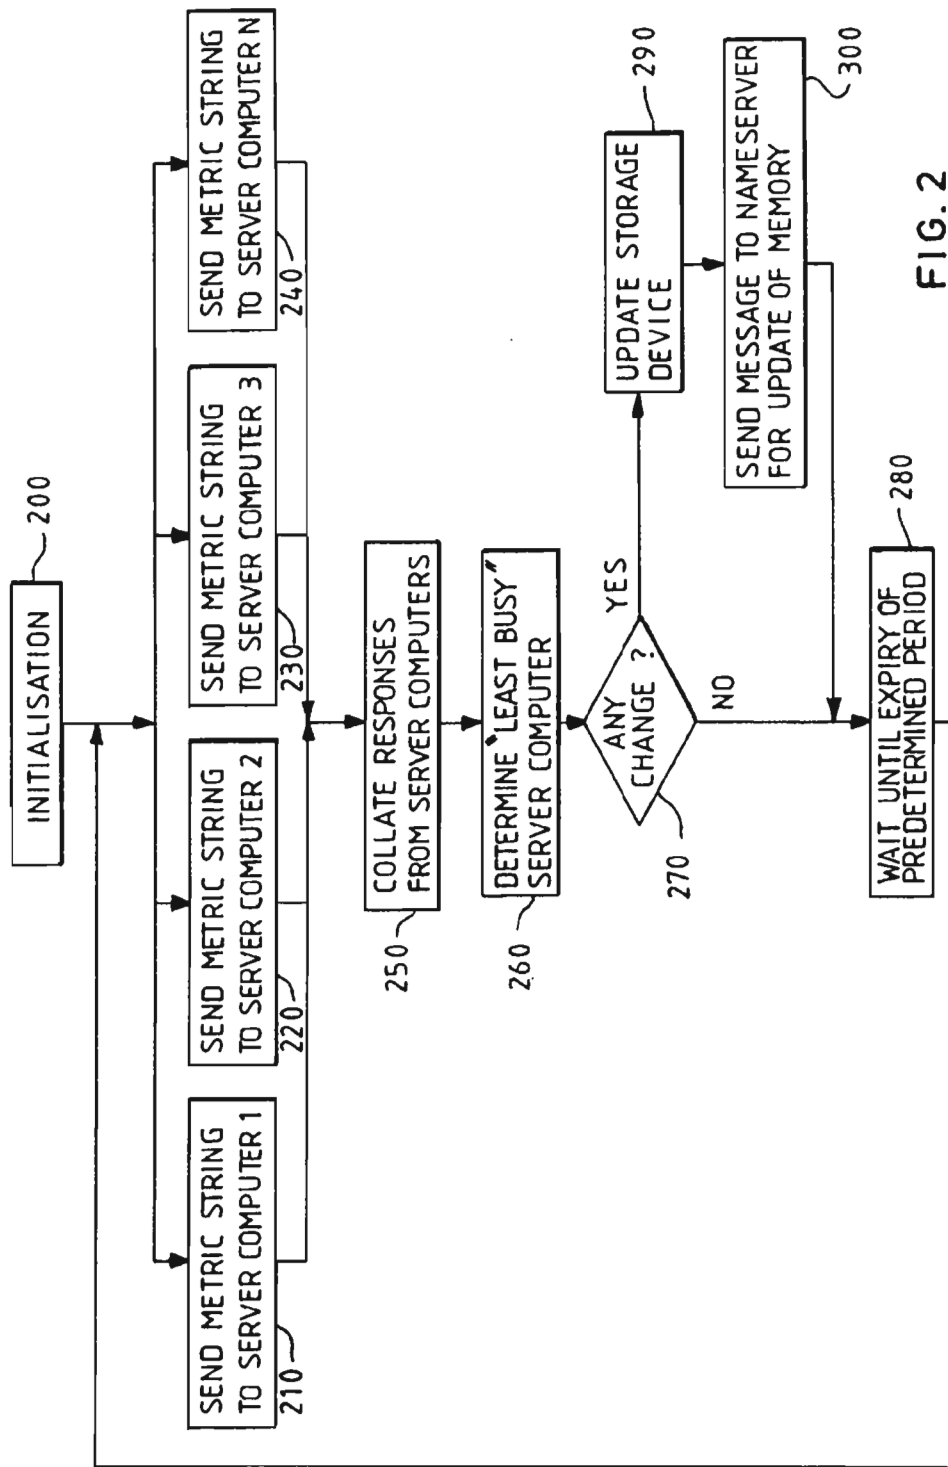 INITIALISATION
200
SEND METRIC STRING
TO SERVER COMPUTER 1
210
SEND METRIC STRING
TO SERVER COMPUTER 2
220
SEND METRIC STRING
TO SERVER COMPUTER 3
230
SEND METRIC STRING
TO SERVER COMPUTER N
240
COLLATE RESPONSES
FROM SERVER COMPUTERS
250
DETERMINE "LEAST BUSY"
SERVER COMPUTER
260
ANY
CHANGE ?
270
YES
NO
UPDATE STORAGE
DEVICE
290
SEND MESSAGE TO NAMESERVER
FOR UPDATE OF MEMORY
300
WAIT UNTIL EXPIRY OF
PREDETERMINED PERIOD
280
FIG. 2